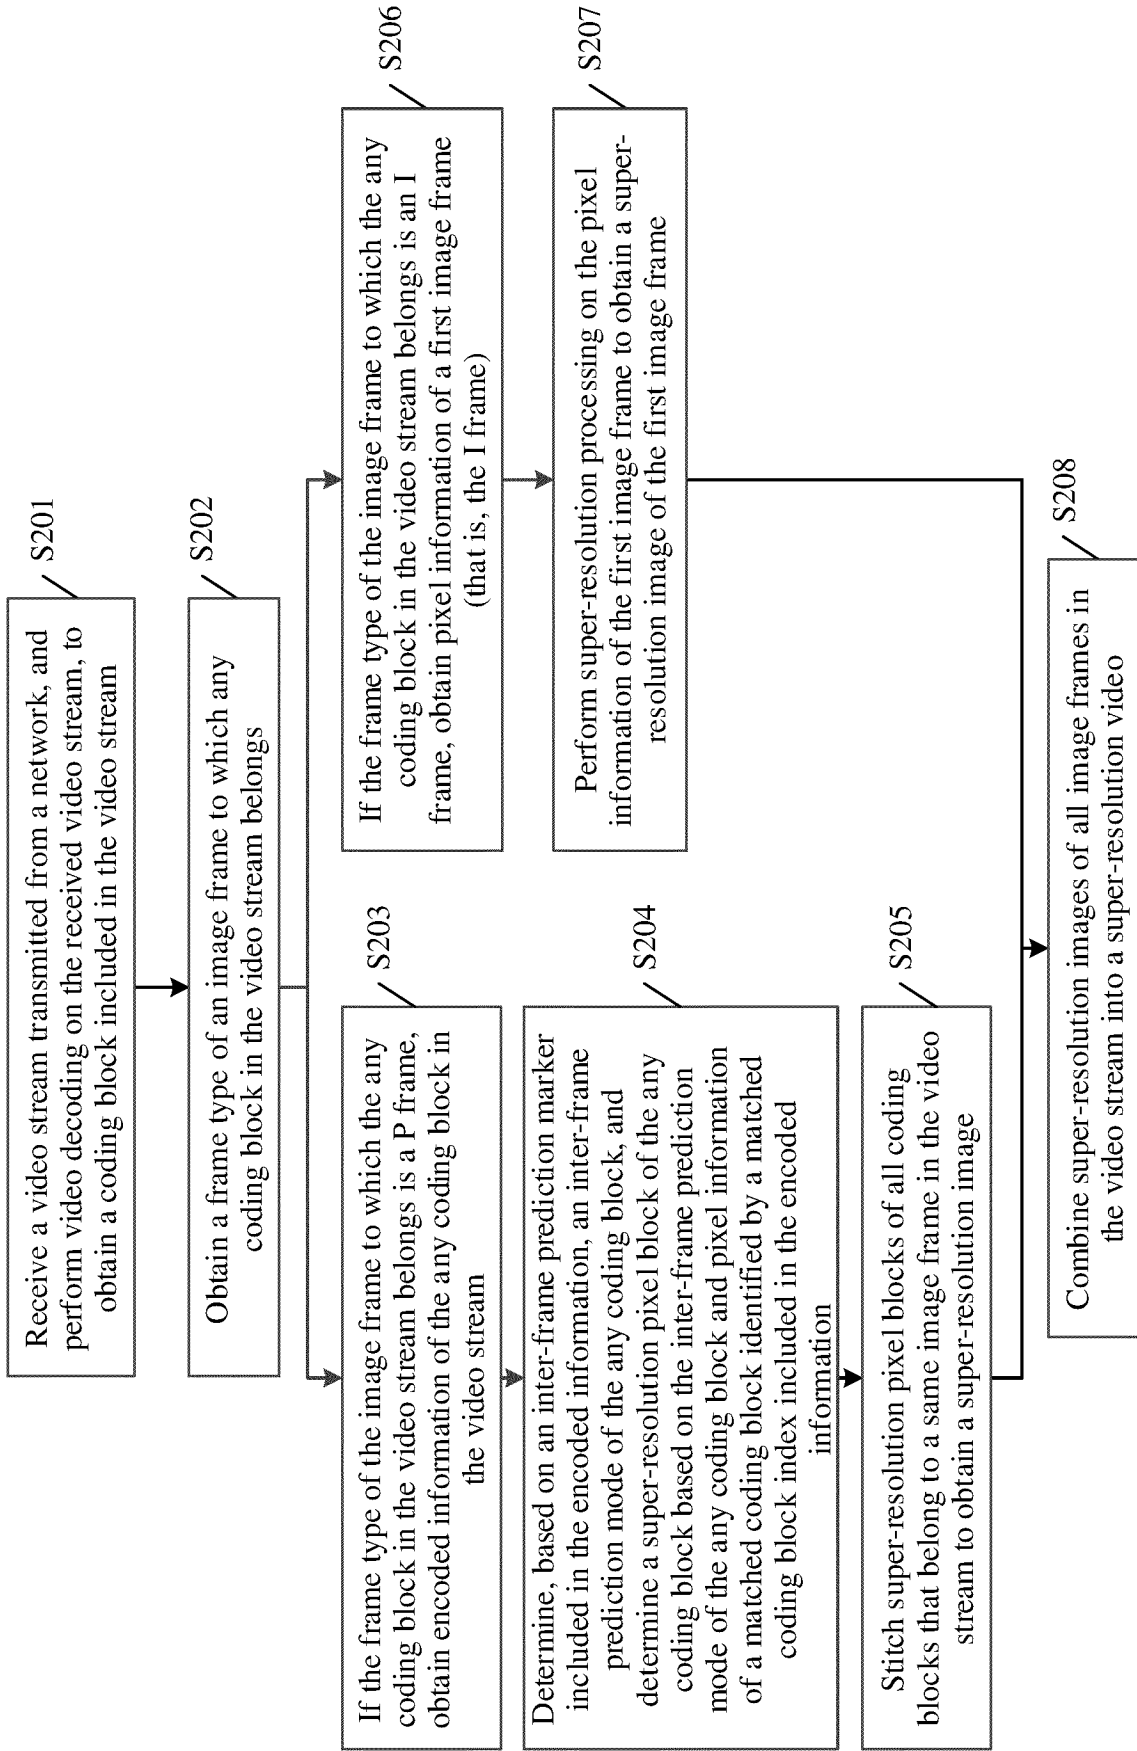 Receive a video stream transmitted from a network, and
perform video decoding on the received video stream, to
obtain a coding block included in the video stream
S201
Obtain a frame type of an image frame to which any
coding block in the video stream belongs
S202
If the frame type of the image frame to which the any
coding block in the video stream belongs is a P frame,
obtain encoded information of the any coding block in
the video stream
S203
Determine, based on an inter-frame prediction marker
included in the encoded information, an inter-frame
prediction mode of the any coding block, and
determine a super-resolution pixel block of the any
coding block based on the inter-frame prediction
mode of the any coding block and pixel information
of a matched coding block identified by a matched
coding block index included in the encoded
information
S204
Stitch super-resolution pixel blocks of all coding
blocks that belong to a same image frame in the video
stream to obtain a super-resolution image
S205
If the frame type of the image frame to which the any
coding block in the video stream belongs is an I
frame, obtain pixel information of a first image frame
(that is, the I frame)
S206
Perform super-resolution processing on the pixel
information of the first image frame to obtain a super-
resolution image of the first image frame
S207
Combine super-resolution images of all image frames in
the video stream into a super-resolution video
S208